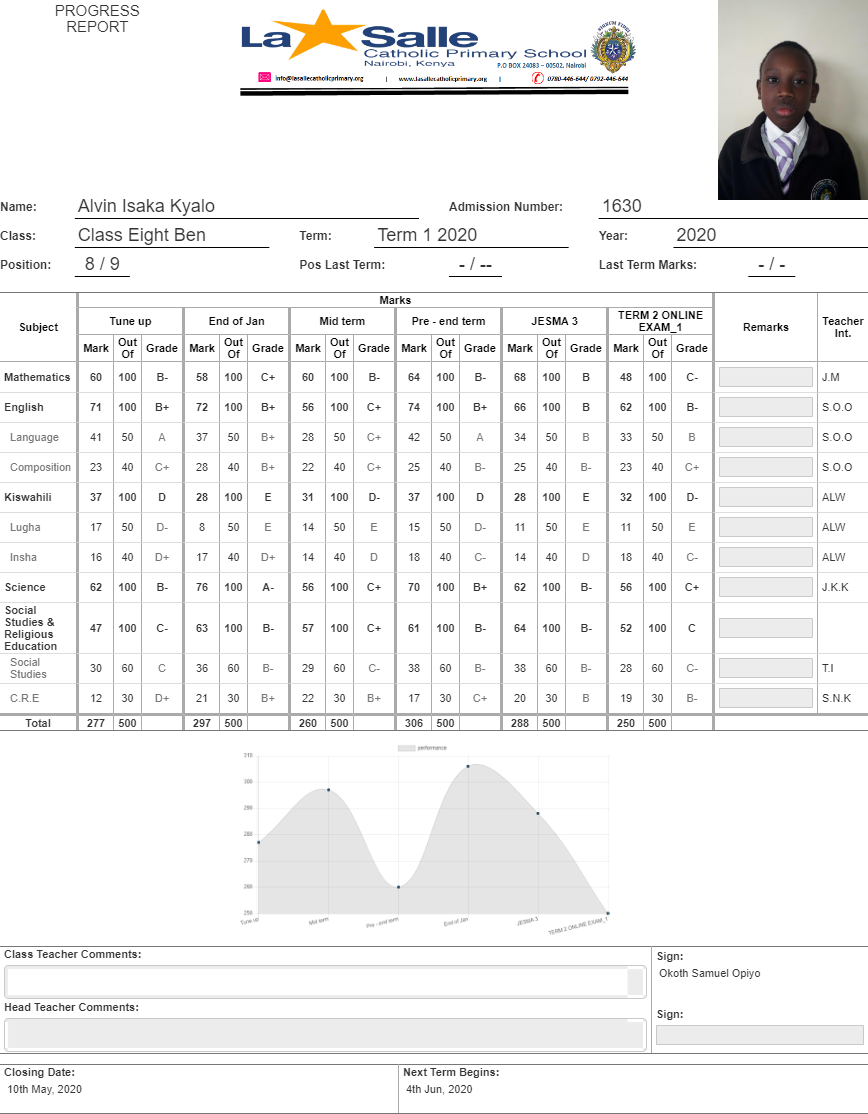 PROGRESS
REPORT
La Salle
Catholic Primary School
Nairobi, Kenya
P.O BOX 24083 – 00502, Nairobi
info@lasallecatholicprimary.org | www.lasallecatholicprimary.org | 0780-446-644/ 0792-446-644
Name: Alvin Isaka Kyalo Admission Number: 1630
Class: Class Eight Ben Term: Term 1 2020 Year: 2020
Position: 8 / 9 Pos Last Term: - / -- Last Term Marks: - / -
Marks
Subject Tune up End of Jan Mid term Pre - end term JESMA 3 TERM 2 ONLINE EXAM_1 Remarks Teacher Int.
Mark Out Of Grade Mark Out Of Grade Mark Out Of Grade Mark Out Of Grade Mark Out Of Grade Mark Out Of Grade
Mathematics 60 100 B- 58 100 C+ 60 100 B- 64 100 B- 68 100 B 48 100 C- J.M
English 71 100 B+ 72 100 B+ 56 100 C+ 74 100 B+ 66 100 B 62 100 B- S.O.O
Language 41 50 A 37 50 B+ 28 50 C+ 42 50 A 34 50 B 33 50 B S.O.O
Composition 23 40 C+ 28 40 B+ 22 40 C+ 25 40 B- 25 40 B- 23 40 C+ S.O.O
Kiswahili 37 100 D 28 100 E 31 100 D- 37 100 D 28 100 E 32 100 D- ALW
Lugha 17 50 D- 8 50 E 14 50 E 15 50 D- 11 50 E 11 50 E ALW
Insha 16 40 D+ 17 40 D+ 14 40 D 18 40 C- 14 40 D 18 40 C- ALW
Science 62 100 B- 76 100 A- 56 100 C+ 70 100 B+ 62 100 B- 56 100 C+ J.K.K
Social
Studies &
Religious
Education 47 100 C- 63 100 B- 57 100 C+ 61 100 B- 64 100 B- 52 100 C
Social
Studies 30 60 C 36 60 B- 29 60 C- 38 60 B- 38 60 B- 28 60 C- T.I
C.R.E 12 30 D+ 21 30 B+ 22 30 B+ 17 30 C+ 20 30 B 19 30 B- S.N.K
Total 277 500 297 500 260 500 306 500 288 500 250 500
performance
310
300
290
280
270
260
250
Tune up Mid term Pre - end term End of Jan JESMA 3 TERM 2 ONLINE EXAM_1
Class Teacher Comments: Sign:
Okoth Samuel Opiyo
Head Teacher Comments: Sign:
Closing Date: Next Term Begins:
10th May, 2020 4th Jun, 2020